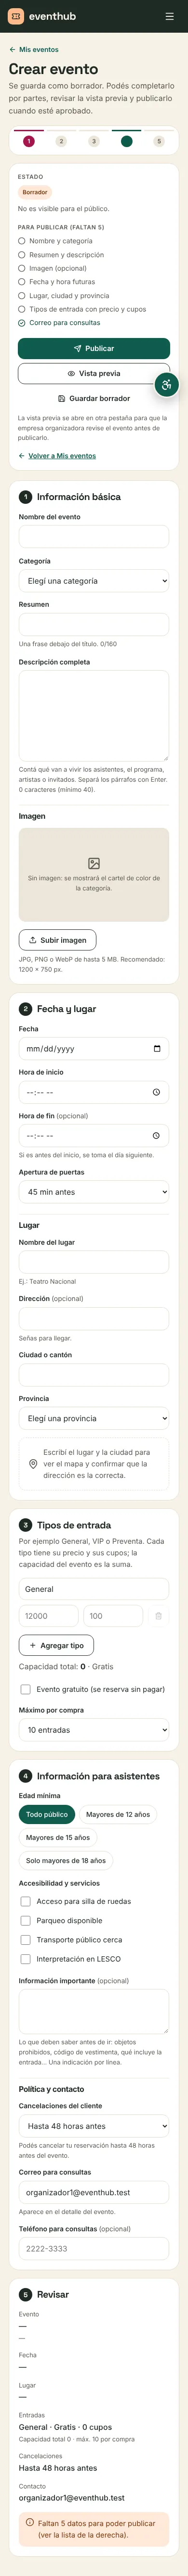 eventhub
Mis eventos
Crear evento
Se guarda como borrador. Podés completarlo
por partes, revisar la vista previa y publicarlo
cuando esté aprobado.
1
2
3
5
ESTADO
Borrador
No es visible para el público.
PARA PUBLICAR (FALTAN 5)
Nombre y categoría
Resumen y descripción
Imagen (opcional)
Fecha y hora futuras
Lugar, ciudad y provincia
Tipos de entrada con precio y cupos
Correo para consultas
Publicar
Vista previa
Guardar borrador
La vista previa se abre en otra pestaña para que la
empresa organizadora revise el evento antes de
publicarlo.
Volver a Mis eventos
1 Información básica
Nombre del evento
Categoría
Elegí una categoría
Resumen
Una frase debajo del título. 0/160
Descripción completa
Contá qué van a vivir los asistentes, el programa,
artistas o invitados. Separá los párrafos con Enter.
0 caracteres (mínimo 40).
Imagen
Sin imagen: se mostrará el cartel de color de
la categoría.
Subir imagen
JPG, PNG o WebP de hasta 5 MB. Recomendado:
1200 × 750 px.
2 Fecha y lugar
Fecha
mm/dd/yyyy
Hora de inicio
--:-- --
Hora de fin (opcional)
--:-- --
Si es antes del inicio, se toma el día siguiente.
Apertura de puertas
45 min antes
Lugar
Nombre del lugar
Ej.: Teatro Nacional
Dirección (opcional)
Señas para llegar.
Ciudad o cantón
Provincia
Elegí una provincia
Escribí el lugar y la ciudad para
ver el mapa y confirmar que la
dirección es la correcta.
3 Tipos de entrada
Por ejemplo General, VIP o Preventa. Cada
tipo tiene su precio y sus cupos; la
capacidad del evento es la suma.
General
12000 100
Agregar tipo
Capacidad total: 0 · Gratis
Evento gratuito (se reserva sin pagar)
Máximo por compra
10 entradas
4 Información para asistentes
Edad mínima
Todo público Mayores de 12 años
Mayores de 15 años
Solo mayores de 18 años
Accesibilidad y servicios
Acceso para silla de ruedas
Parqueo disponible
Transporte público cerca
Interpretación en LESCO
Información importante (opcional)
Lo que deben saber antes de ir: objetos
prohibidos, código de vestimenta, qué incluye la
entrada... Una indicación por línea.
Política y contacto
Cancelaciones del cliente
Hasta 48 horas antes
Podés cancelar tu reservación hasta 48 horas
antes del evento.
Correo para consultas
organizador1@eventhub.test
Aparece en el detalle del evento.
Teléfono para consultas (opcional)
2222-3333
5 Revisar
Evento
—
—
Fecha
—
Lugar
—
Entradas
General · Gratis · 0 cupos
Capacidad total 0 · máx. 10 por compra
Cancelaciones
Hasta 48 horas antes
Contacto
organizador1@eventhub.test
Faltan 5 datos para poder publicar
(ver la lista de la derecha).